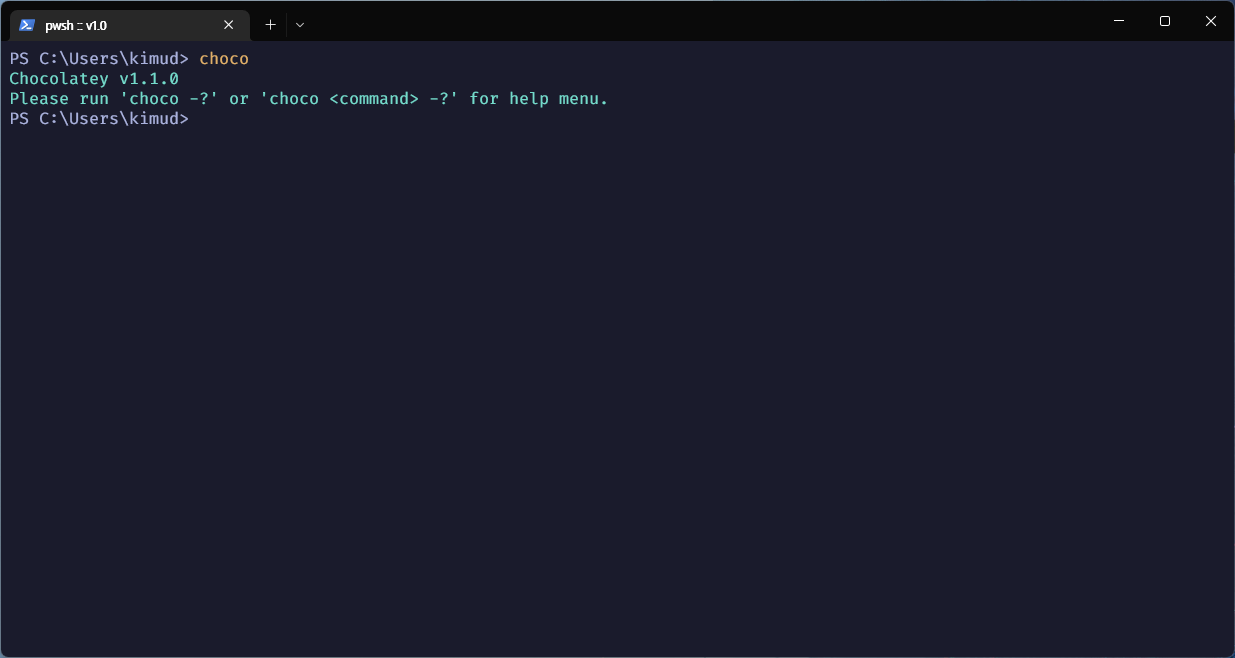 pwsh :: v1.0
PS C:\Users\kimud> choco
Chocolatey v1.1.0
Please run 'choco -?' or 'choco <command> -?' for help menu.
PS C:\Users\kimud>